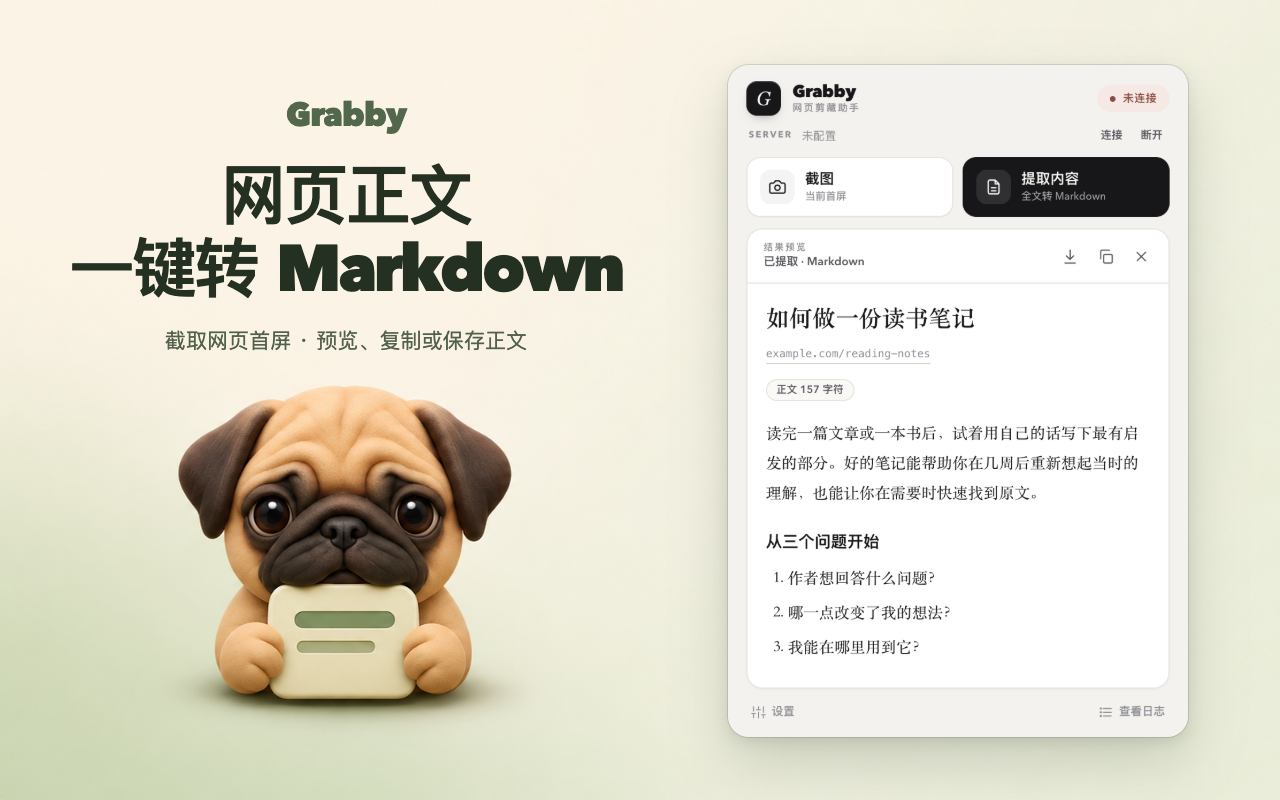 Grabby
网页正文
一键转 Markdown
截取网页首屏 · 预览、复制或保存正文
G
Grabby
网页剪藏助手
未连接
SERVER 未配置
连接 断开
截图
当前首屏
提取内容
全文转 Markdown
结果预览
已提取 · Markdown
如何做一份读书笔记
example.com/reading-notes
正文 157 字符
读完一篇文章或一本书后，试着用自己的话写下最有启
发的部分。好的笔记能帮助你在几周后重新想起当时的
理解，也能让你在需要时快速找到原文。
从三个问题开始
1. 作者想回答什么问题？
2. 哪一点改变了我的想法？
3. 我能在哪里用到它？
设置
查看日志